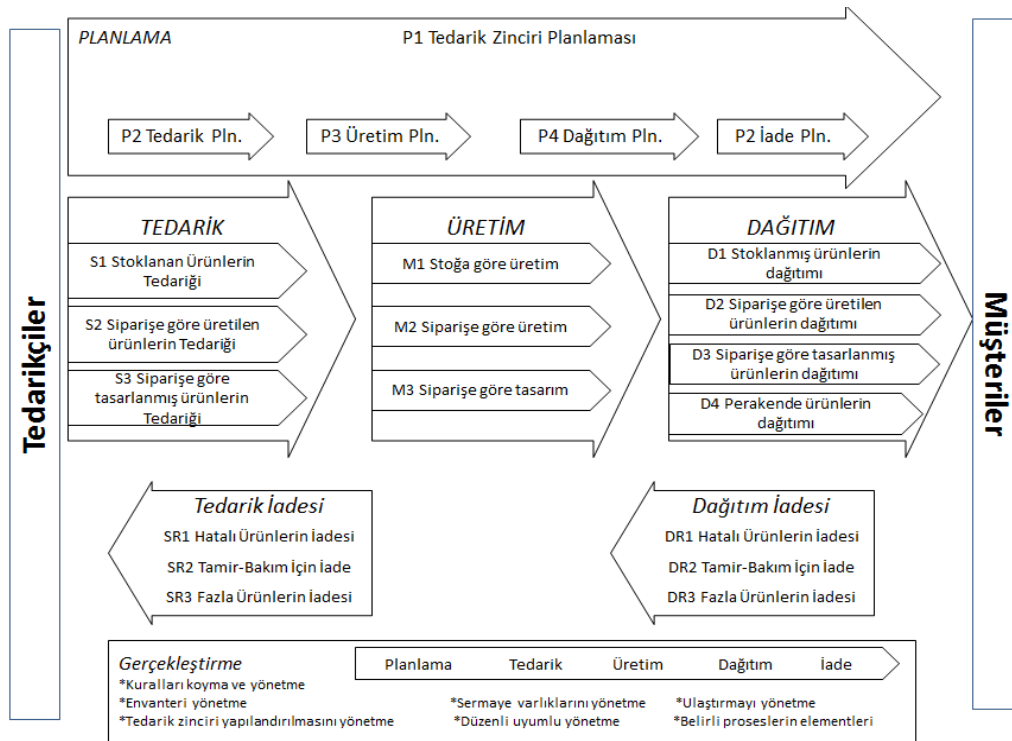 PLANLAMA
P1 Tedarik Zinciri Planlaması
P2 Tedarik Pln.
P3 Üretim Pln.
P4 Dağıtım Pln.
P2 İade Pln.
Tedarikçiler
TEDARİK
S1 Stoklanan Ürünlerin
Tedariği
S2 Siparişe göre üretilen
ürünlerin Tedariği
S3 Siparişe göre
tasarlanmış ürünlerin
Tedariği
ÜRETİM
M1 Stoğa göre üretim
M2 Siparişe göre üretim
M3 Siparişe göre tasarım
DAĞITIM
D1 Stoklanmış ürünlerin
dağıtımı
D2 Siparişe göre üretilen
ürünlerin dağıtımı
D3 Siparişe göre tasarlanmış
ürünlerin dağıtımı
D4 Perakende ürünlerin
dağıtımı
Müşteriler
Tedarik İadesi
SR1 Hatalı Ürünlerin İadesi
SR2 Tamir-Bakım İçin İade
SR3 Fazla Ürünlerin İadesi
Dağıtım İadesi
DR1 Hatalı Ürünlerin İadesi
DR2 Tamir-Bakım İçin İade
DR3 Fazla Ürünlerin İadesi
Gerçekleştirme
Planlama Tedarik Üretim Dağıtım İade
*Kuralları koyma ve yönetme
*Envanteri yönetme
*Tedarik zinciri yapılandırılmasını yönetme
*Sermaye varlıklarını yönetme
*Düzenli uyumlu yönetme
*Ulaştırmayı yönetme
*Belirli proseslerin elementleri